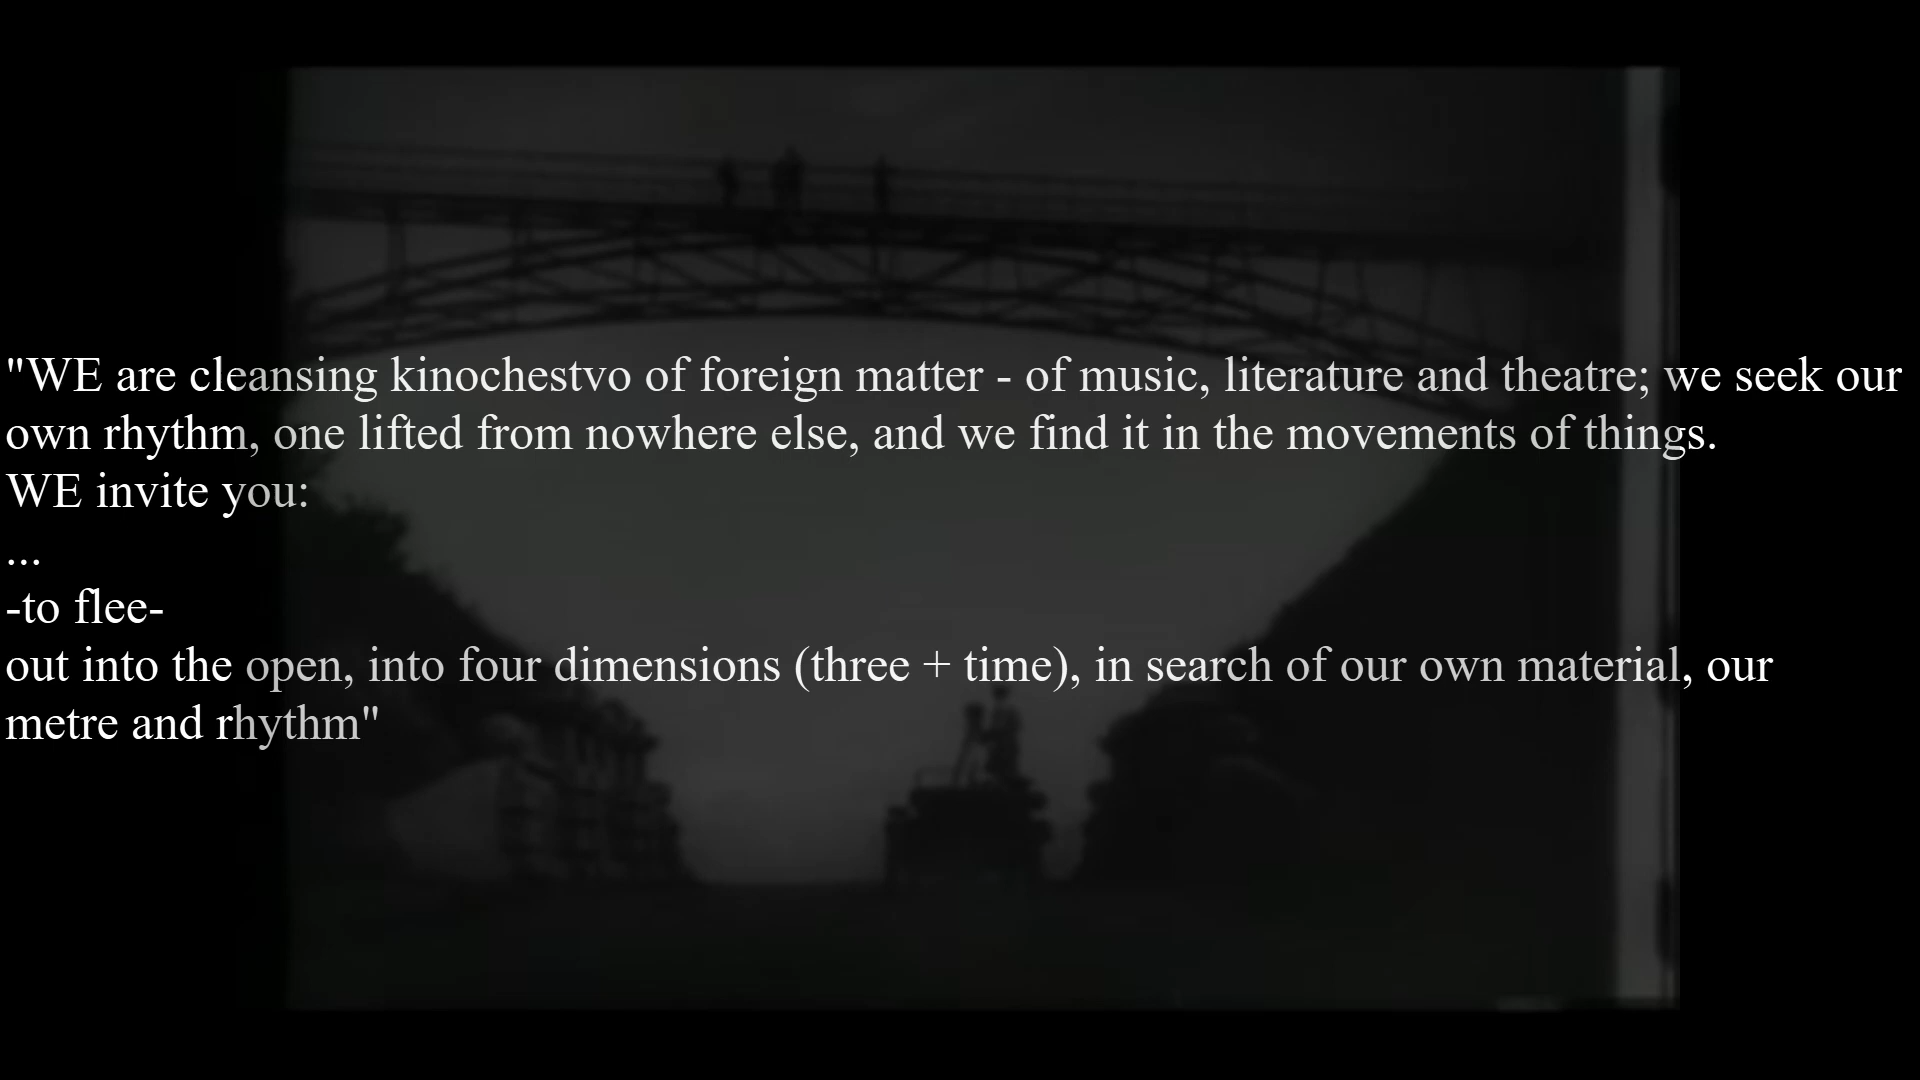 "WE are cleansing kinochestvo of foreign matter - of music, literature and theatre; we seek our
own rhythm, one lifted from nowhere else, and we find it in the movements of things.
WE invite you:
...
-to flee-
out into the open, into four dimensions (three + time), in search of our own material, our
metre and rhythm"